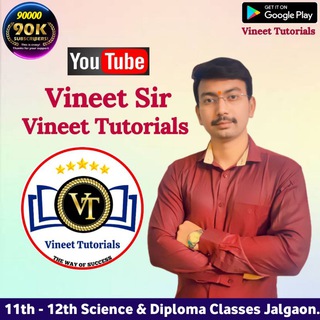 90000
90K
SUBSCRIBERS!
GET IT ON
Google Play
Vineet Tutorials
YouTube
Vineet Sir
Vineet Tutorials
VT
Vineet Tutorials
THE WAY OF SUCCESS
11th - 12th Science & Diploma Classes Jalgaon.